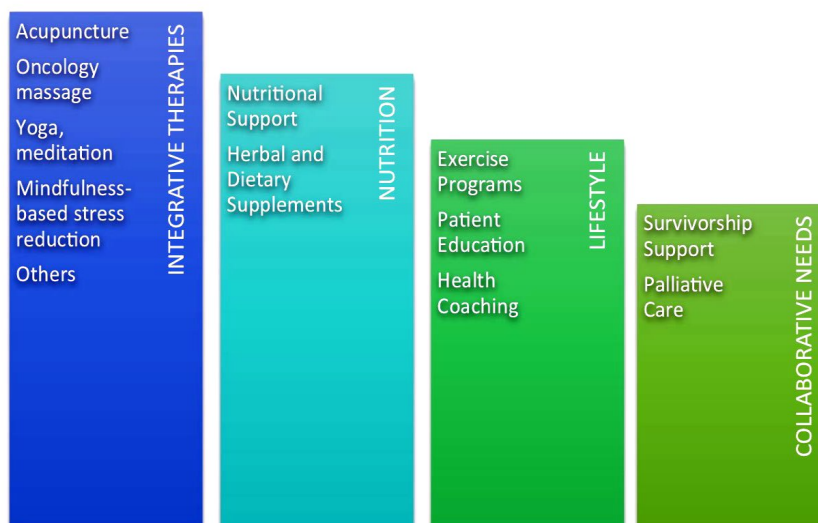 Acupuncture
Oncology
massage
Yoga,
meditation
Mindfulness-
based stress
reduction
Others
INTEGRATIVE THERAPIES
Nutritional
Support
Herbal and
Dietary
Supplements
NUTRITION
Exercise
Programs
Patient
Education
Health
Coaching
LIFESTYLE
Survivorship
Support
Palliative
Care
COLLABORATIVE NEEDS